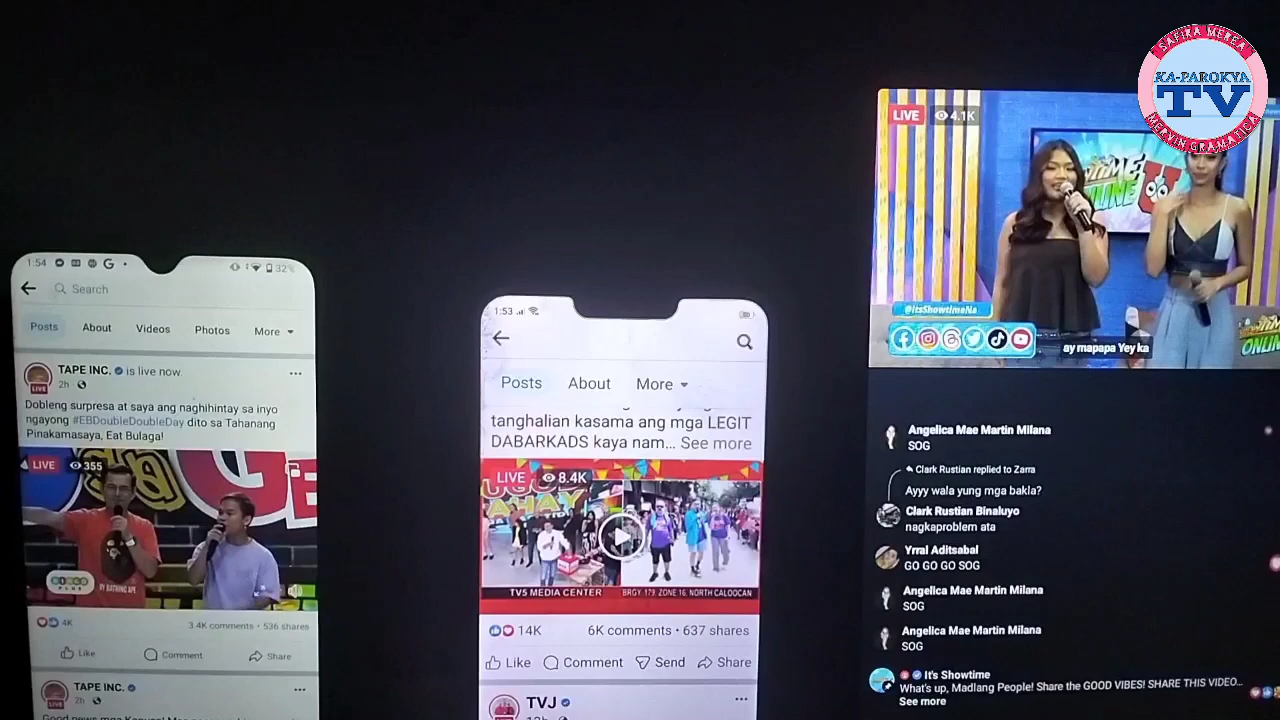 SAFIRA MEREA
KA-PAROKYA
TV
MERVIN GRAMATICA
1:54
32%
Search
Posts About Videos Photos More
TAPE INC. is live now.
2h
Dobleng surpresa at saya ang naghihintay sa inyo
ngayong #EBDoubleDoubleDay dito sa Tahanang
Pinakamasaya, Eat Bulaga!
LIVE 355
BINGO
PLUS
BY BATHING APE
4K 3.4K comments • 536 shares
Like Comment Share
TAPE INC.
2h
1:53
Posts About More
tanghalian kasama ang mga LEGIT
DABARKADS kaya nam... See more
LIVE 8.4K
TV5 MEDIA CENTER BRGY. 179, ZONE 16, NORTH CALOOCAN
14K 6K comments • 637 shares
Like Comment Send Share
TVJ
LIVE 4.1K
ONLINE U
@itsShowtimeNa
ay mapapa Yey ka
Angelica Mae Martin Milana
SOG
Clark Rustian replied to Zarra
Ayyy wala yung mga bakla?
Clark Rustian Binaluyo
nagkaproblem ata
Yrral Aditsabal
GO GO GO SOG
Angelica Mae Martin Milana
SOG
Angelica Mae Martin Milana
SOG
It's Showtime
What's up, Madlang People! Share the GOOD VIBES! SHARE THIS VIDEO...
See more